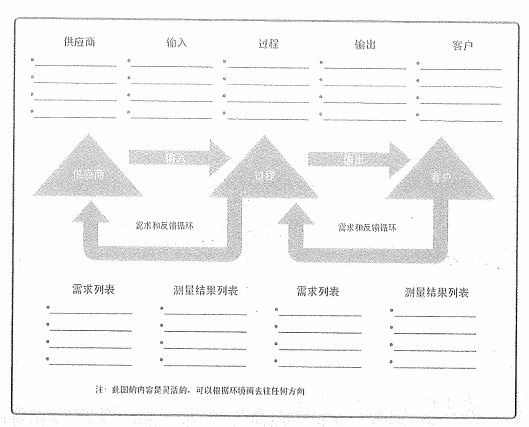 供应商 输入 过程 输出 客户
输入 输出
供应商 过程 客户
需求和反馈循环 需求和反馈循环
需求列表 测量结果列表 需求列表 测量结果列表
注：此图的内容是灵活的，可以根据环境而去往任何方向